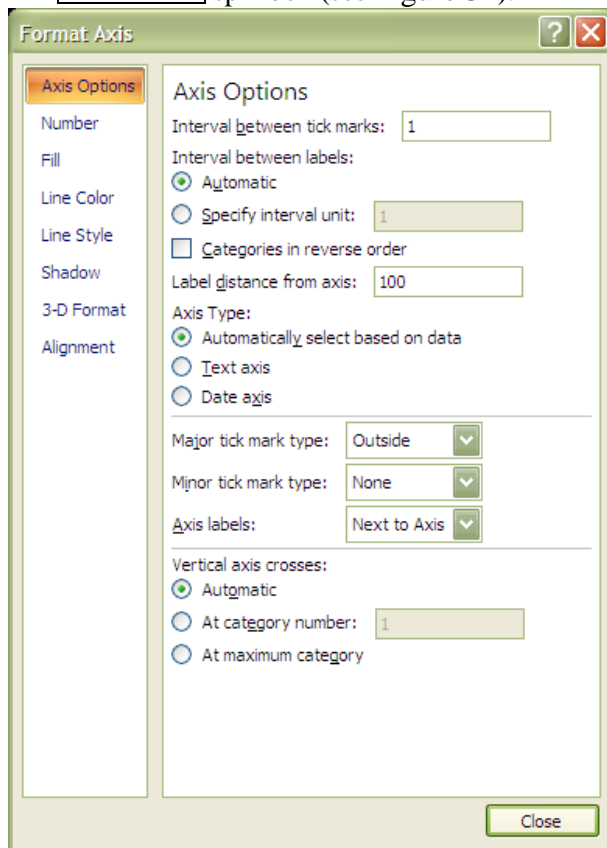 Format Axis
Axis Options
Number
Fill
Line Color
Line Style
Shadow
3-D Format
Alignment
Axis Options
Interval between tick marks: 1
Interval between labels:
Automatic
Specify interval unit: 1
Categories in reverse order
Label distance from axis: 100
Axis Type:
Automatically select based on data
Text axis
Date axis
Major tick mark type: Outside
Minor tick mark type: None
Axis labels: Next to Axis
Vertical axis crosses:
Automatic
At category number: 1
At maximum category
Close